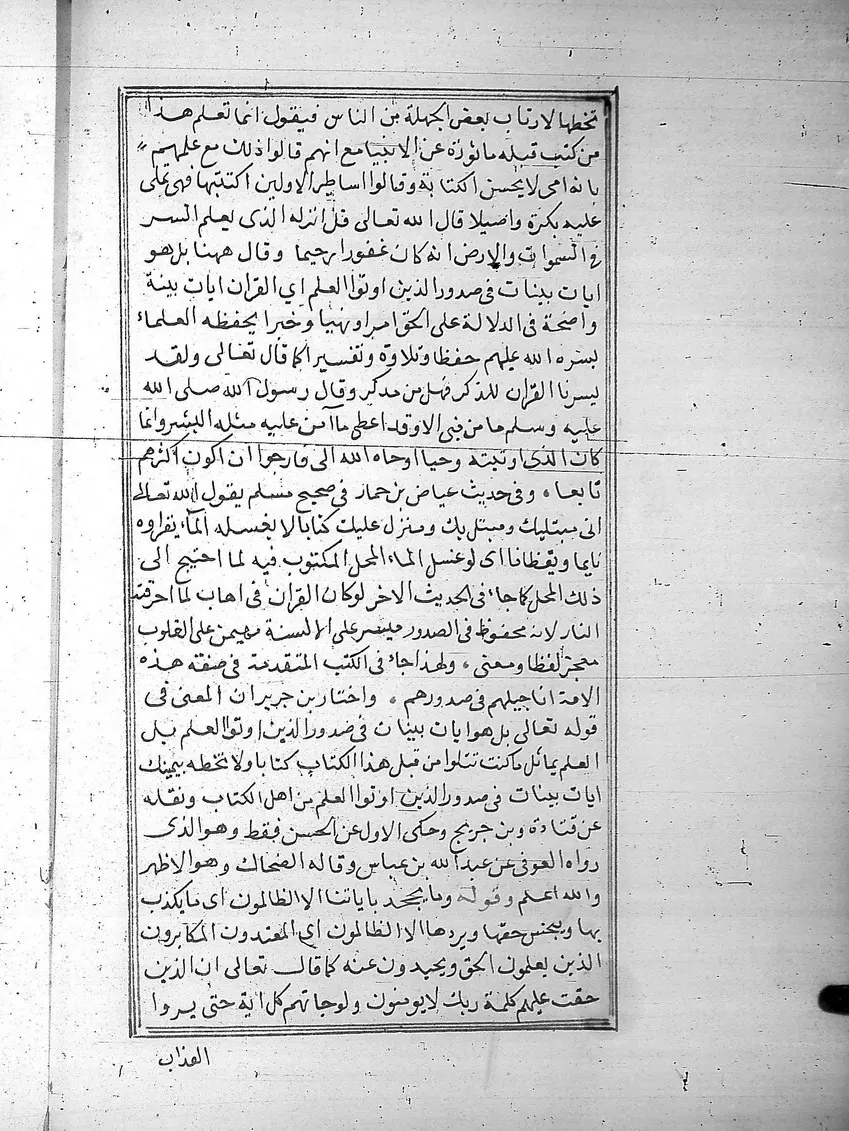 تخطها لارتاب بعض الجهلة من الناس فيقول انما تعلم هذا
من كتب قبله ماثورة عن الانبيا مع انهم قالوا ذلك مع علمهم
بانه امي لا يحسن الكتابة وقالوا اساطير الاولين اكتتبها فهي تملى
عليه بكرة واصيلا قال الله تعالى قل انزله الذي يعلم السر
في السموات والارض انه كان غفورا رحيما وقال ههنا بل هو
ايات بينات في صدور الذين اوتوا العلم اي القران ايات بينة
واضحة في الدلالة على الحق امرا ونهيا وخبرا يحفظه العلماء
يسره الله عليهم حفظا وتلاوة وتفسيرا كما قال تعالى ولقد
يسرنا القران للذكر فهل من مدكر وقال رسول الله صلى الله
عليه وسلم ما من نبي الا وقد اعطي ما آمن عليه مثله البشر وانما
كان الذي اوتيته وحيا اوحاه الله الي فارجوا ان اكون اكثرهم
تابعا وفي حديث عياض بن حمار في صحيح مسلم يقول الله تعالى
اني مبتليك ومبتل بك ومنزل عليك كتابا لا يغسله الماء يقراوه
نايما ويقظانا اي لو غسل الماء المحل المكتوب فيه لما احتيج الى
ذلك المحل كما جاء في الحديث الاخر لو كان القران في اهاب لما احرقته
النار لانه محفوظ في الصدور ميسر على الالسنة مهيمن على القلوب
معجز لفظا ومعنى ولهذا جاء في الكتب المتقدمة في صفة هذه
الامة اناجيلهم في صدورهم واختار بن جرير ان المعنى في
قوله تعالى بل هو ايات بينات في صدور الذين اوتوا العلم بل
العلم بمائل ما كنت تتلوا من قبل هذا الكتاب كتابا ولا تخطه بيمينك
ايات بينات في صدور الذين اوتوا العلم من اهل الكتاب ونقله
عن قتادة وبن جريج وحكى الاول عن الحسن فقط وهو الذي
رواه العوفي عن عبد الله بن عباس وقاله الضحاك وهو الاظهر
والله اعلم وقوله وما يجحد باياتنا الا الظالمون اي ما يكذب
بها ويبخس حقها ويردها الا الظالمون اي المعتدون المكابرون
الذين يعلمون الحق ويحيدون عنه كما قال تعالى ان الذين
حقت عليهم كلمة ربك لا يومنون ولو جاتهم كل اية حتى يروا
العذاب